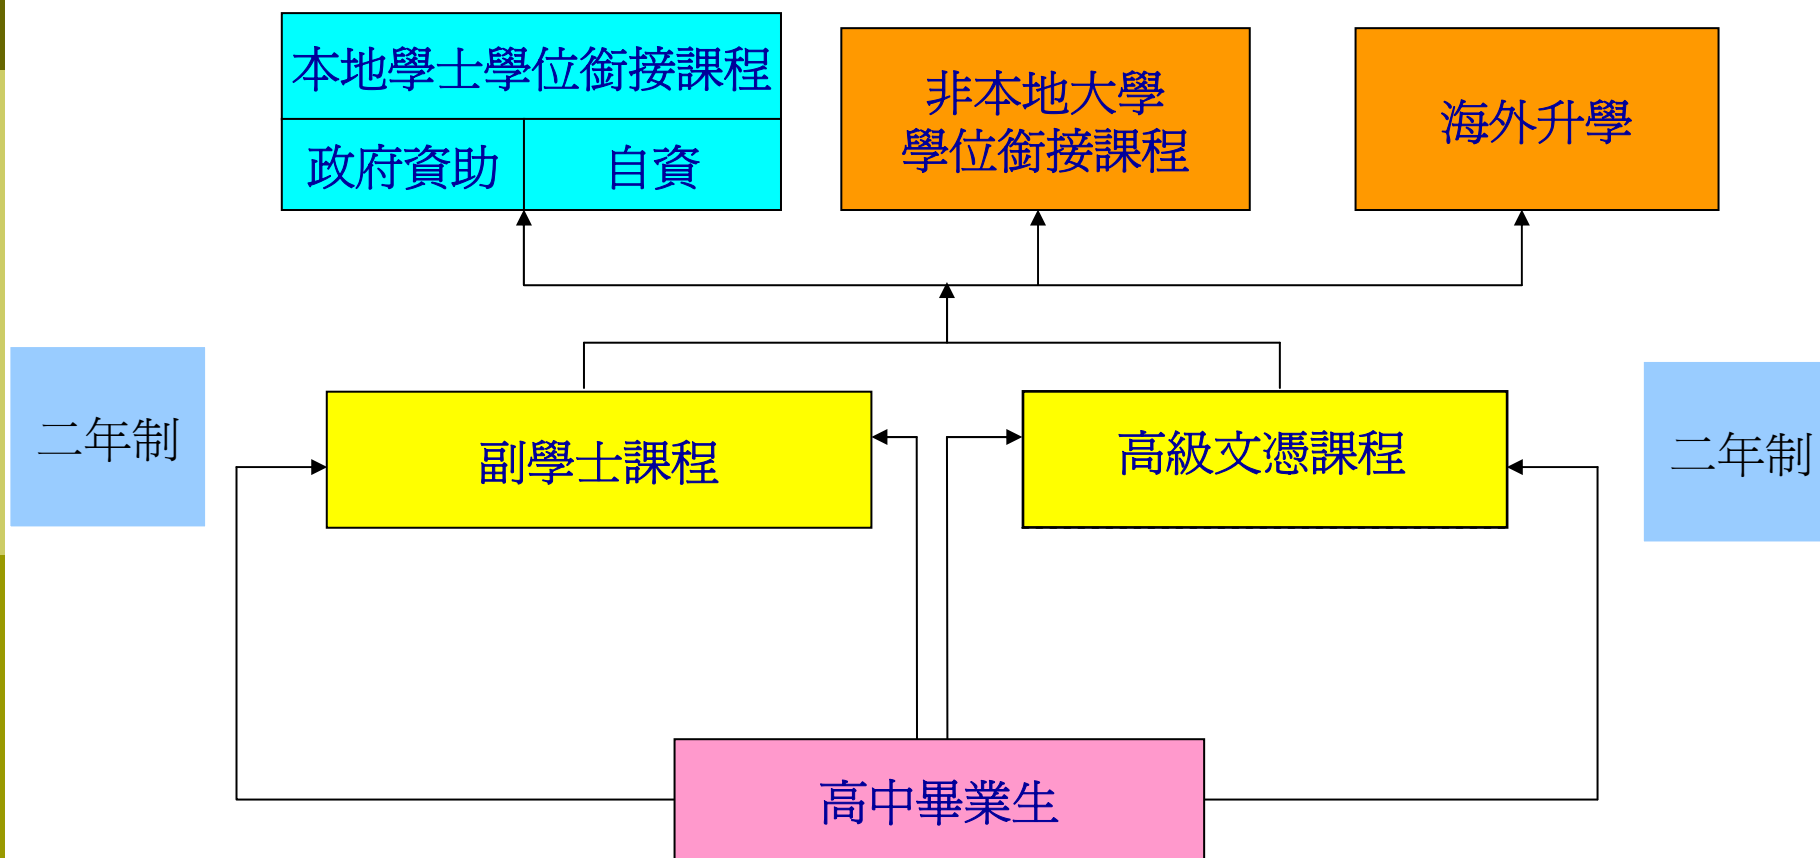 本地學士學位銜接課程
政府資助
自資
非本地大學
學位銜接課程
海外升學
二年制
副學士課程
高級文憑課程
二年制
高中畢業生